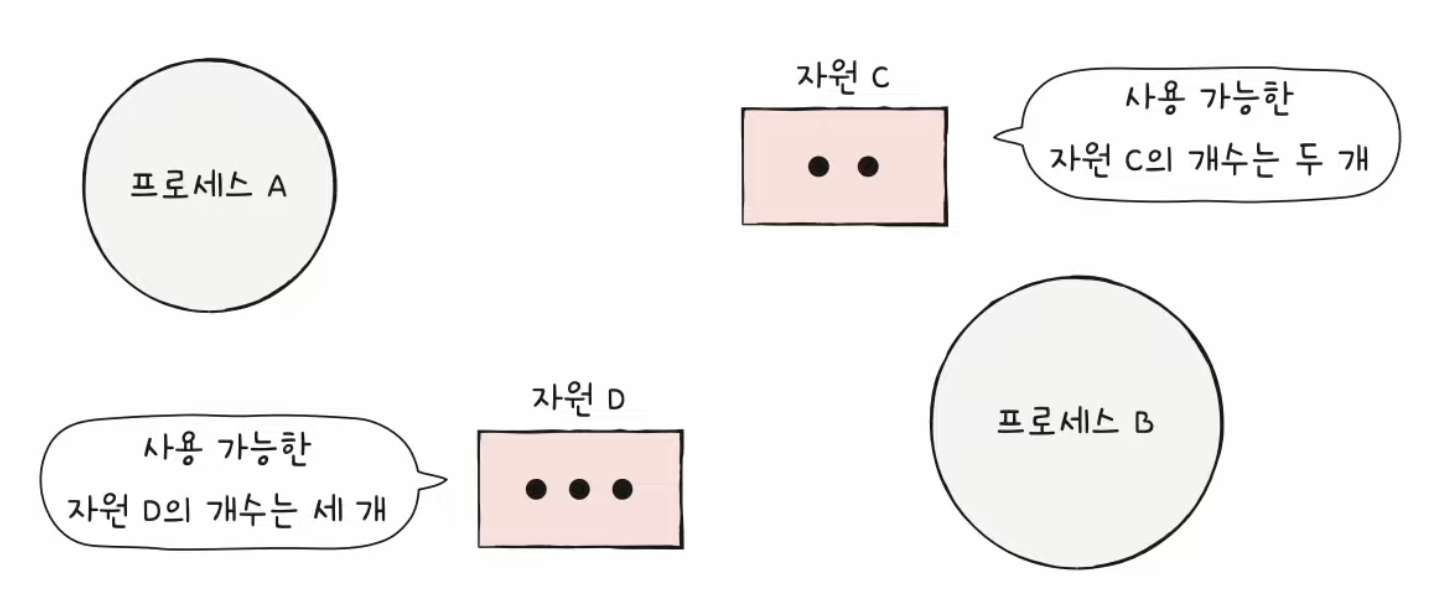 프로세스 A
자원 C
사용 가능한
자원 C의 개수는 두 개
자원 D
사용 가능한
자원 D의 개수는 세 개
프로세스 B